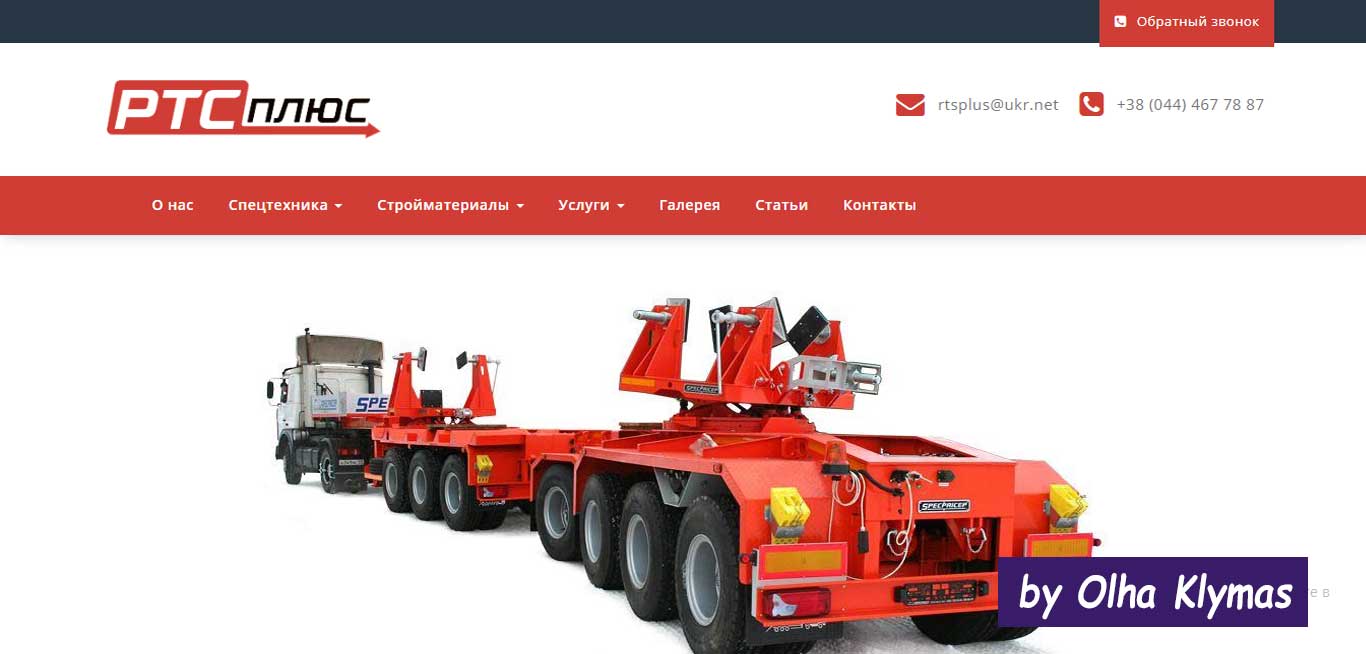 Обратный звонок
РТС плюс
rtsplus@ukr.net +38 (044) 467 78 87
О нас Спецтехника Стройматериалы Услуги Галерея Статьи Контакты
SPE
SPECPRICEP
SPECPRICEP
by Olha Klymas
в